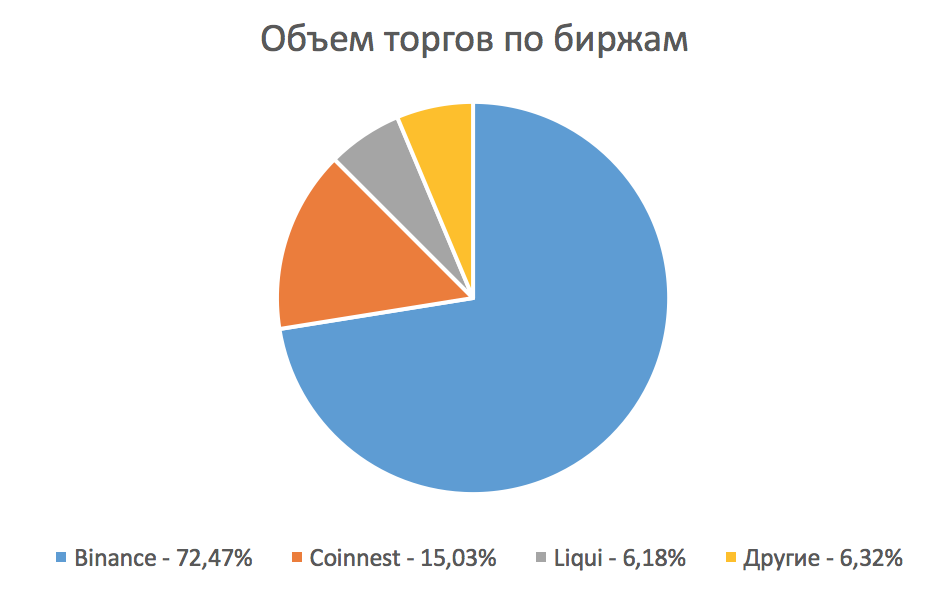 Объем торгов по биржам
Binance - 72,47% Coinnest - 15,03% Liqui - 6,18% Другие - 6,32%